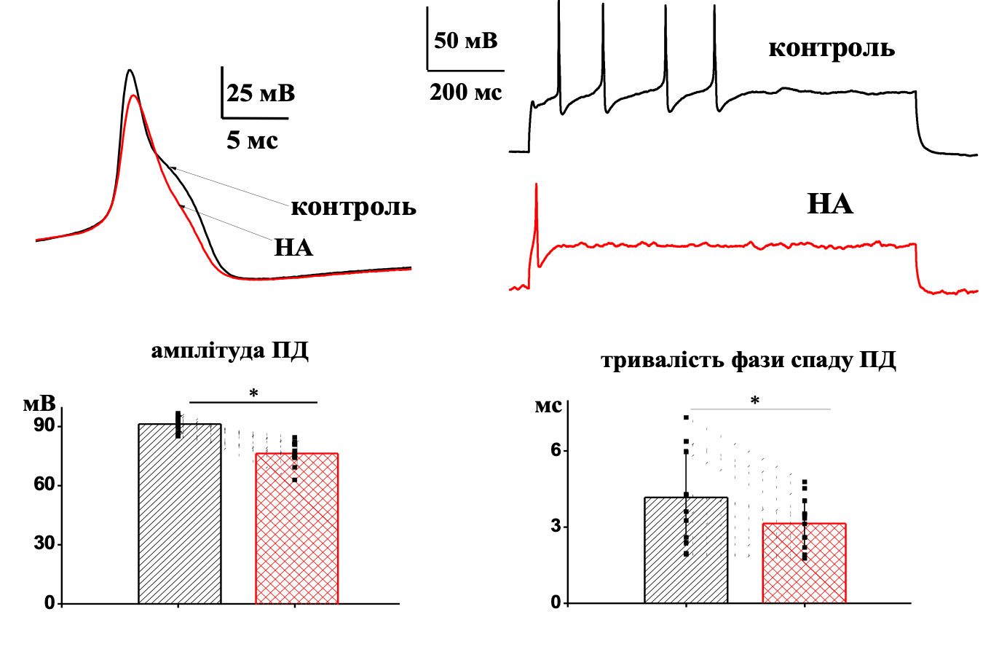 50 мВ
200 мс
контроль
25 мВ
5 мс
контроль
НА
НА
амплітуда ПД
*
мВ
90
60
30
0
тривалість фази спаду ПД
*
мс
6
3
0